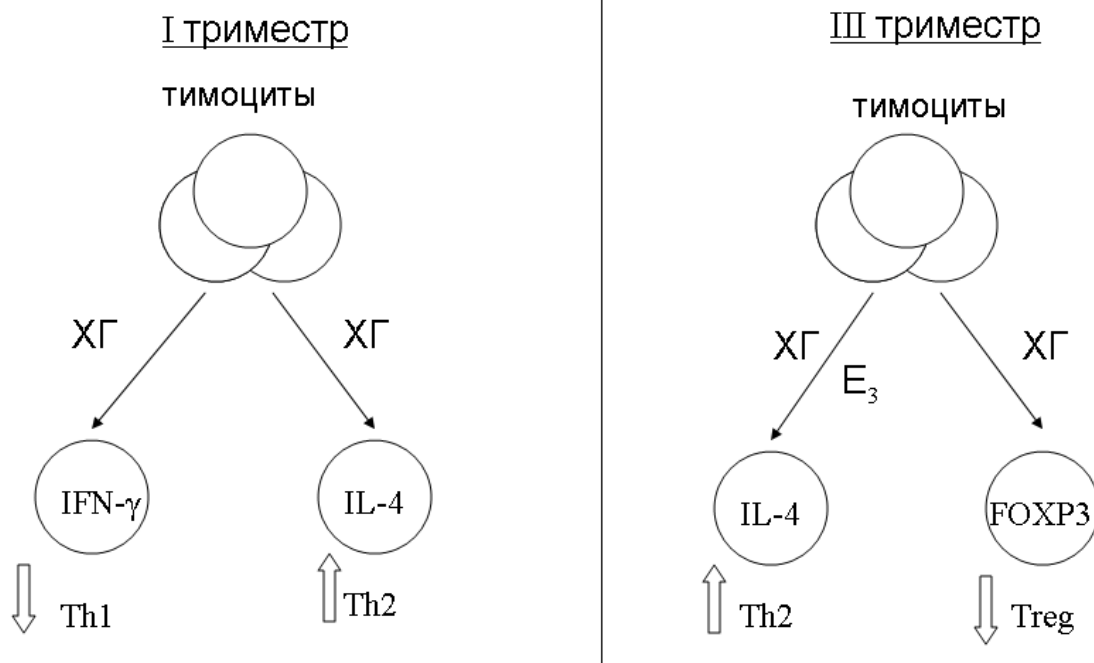 I триместр
тимоциты
ХГ ХГ
IFN-γ IL-4
Th1 Th2
III триместр
тимоциты
ХГ ХГ
E₃
IL-4 FOXP3
Th2 Treg